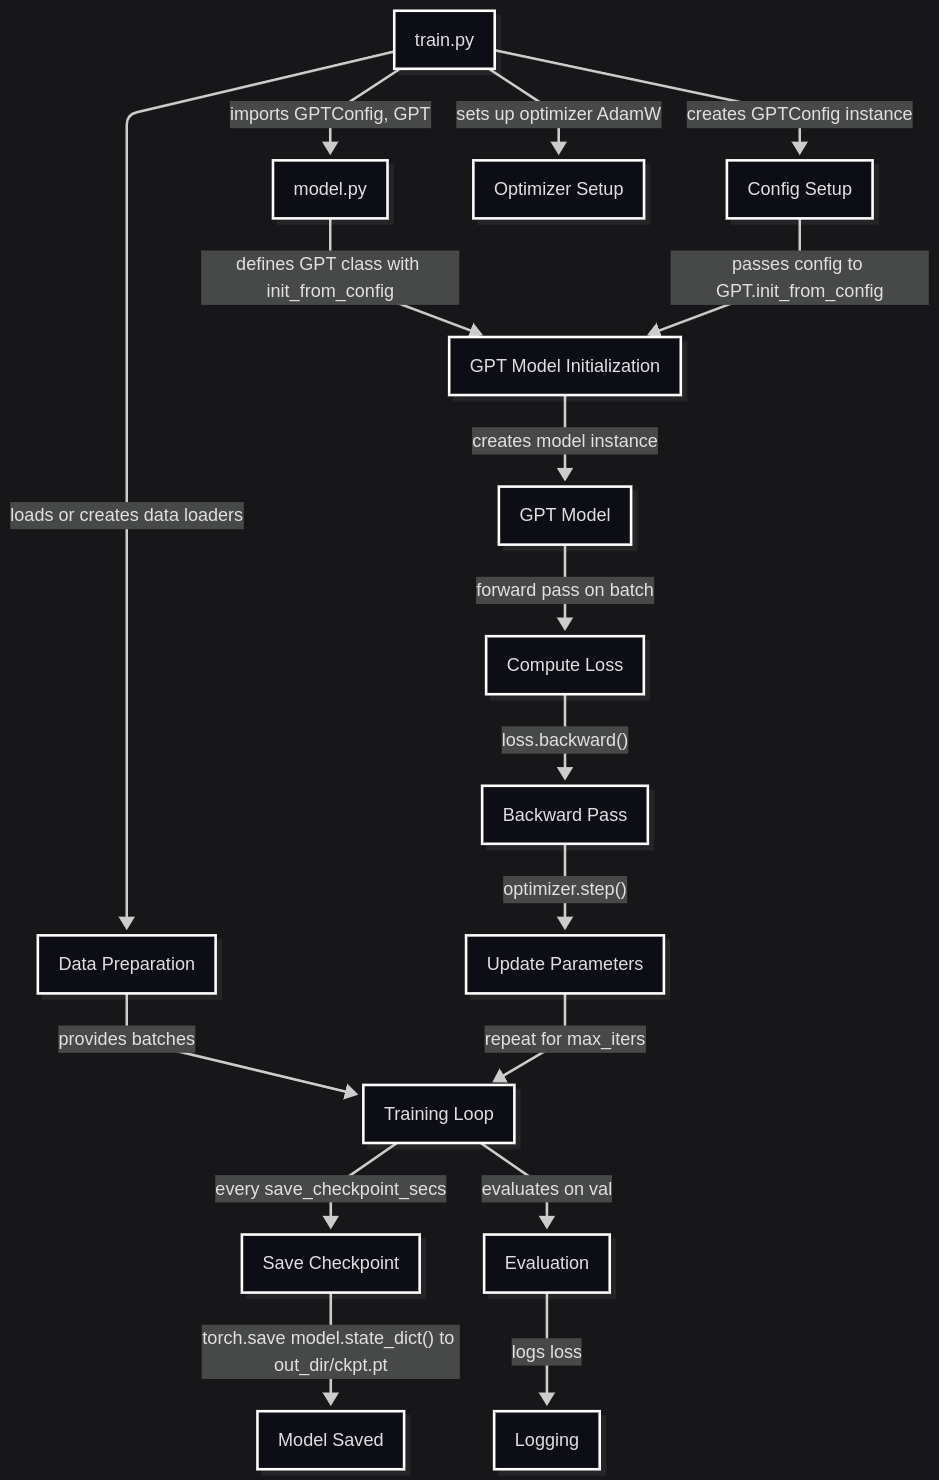 train.py
imports GPTConfig, GPT
sets up optimizer AdamW
creates GPTConfig instance
model.py
Optimizer Setup
Config Setup
defines GPT class with
init_from_config
passes config to
GPT.init_from_config
GPT Model Initialization
creates model instance
loads or creates data loaders
GPT Model
forward pass on batch
Compute Loss
loss.backward()
Backward Pass
optimizer.step()
Data Preparation
Update Parameters
provides batches
repeat for max_iters
Training Loop
every save_checkpoint_secs
evaluates on val
Save Checkpoint
Evaluation
torch.save model.state_dict() to
out_dir/ckpt.pt
logs loss
Model Saved
Logging